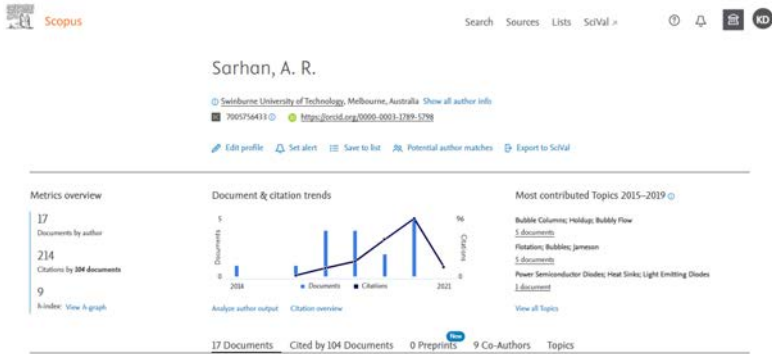 Scopus
Search Sources Lists SciVal
KD
Sarhan, A. R.
Swinburne University of Technology, Melbourne, Australia Show all author info
7005756433 https://orcid.org/0000-0003-1789-5798
Edit profile Set alert Save to list Potential author matches Export to SciVal
Metrics overview
17
Documents by author
214
Citations by 104 documents
9
h-index: View h-graph
Document & citation trends
5 96
Documents
Citations
0 0
2014 Documents Citations 2021
Analyze author output Citation overview
Most contributed Topics 2015–2019
Bubble Columns; Holdup; Bubbly Flow
5 documents
Flotation; Bubbles; Jameson
5 documents
Power Semiconductor Diodes; Heat Sinks; Light Emitting Diodes
1 document
View all Topics
New
17 Documents Cited by 104 Documents 0 Preprints 9 Co-Authors Topics